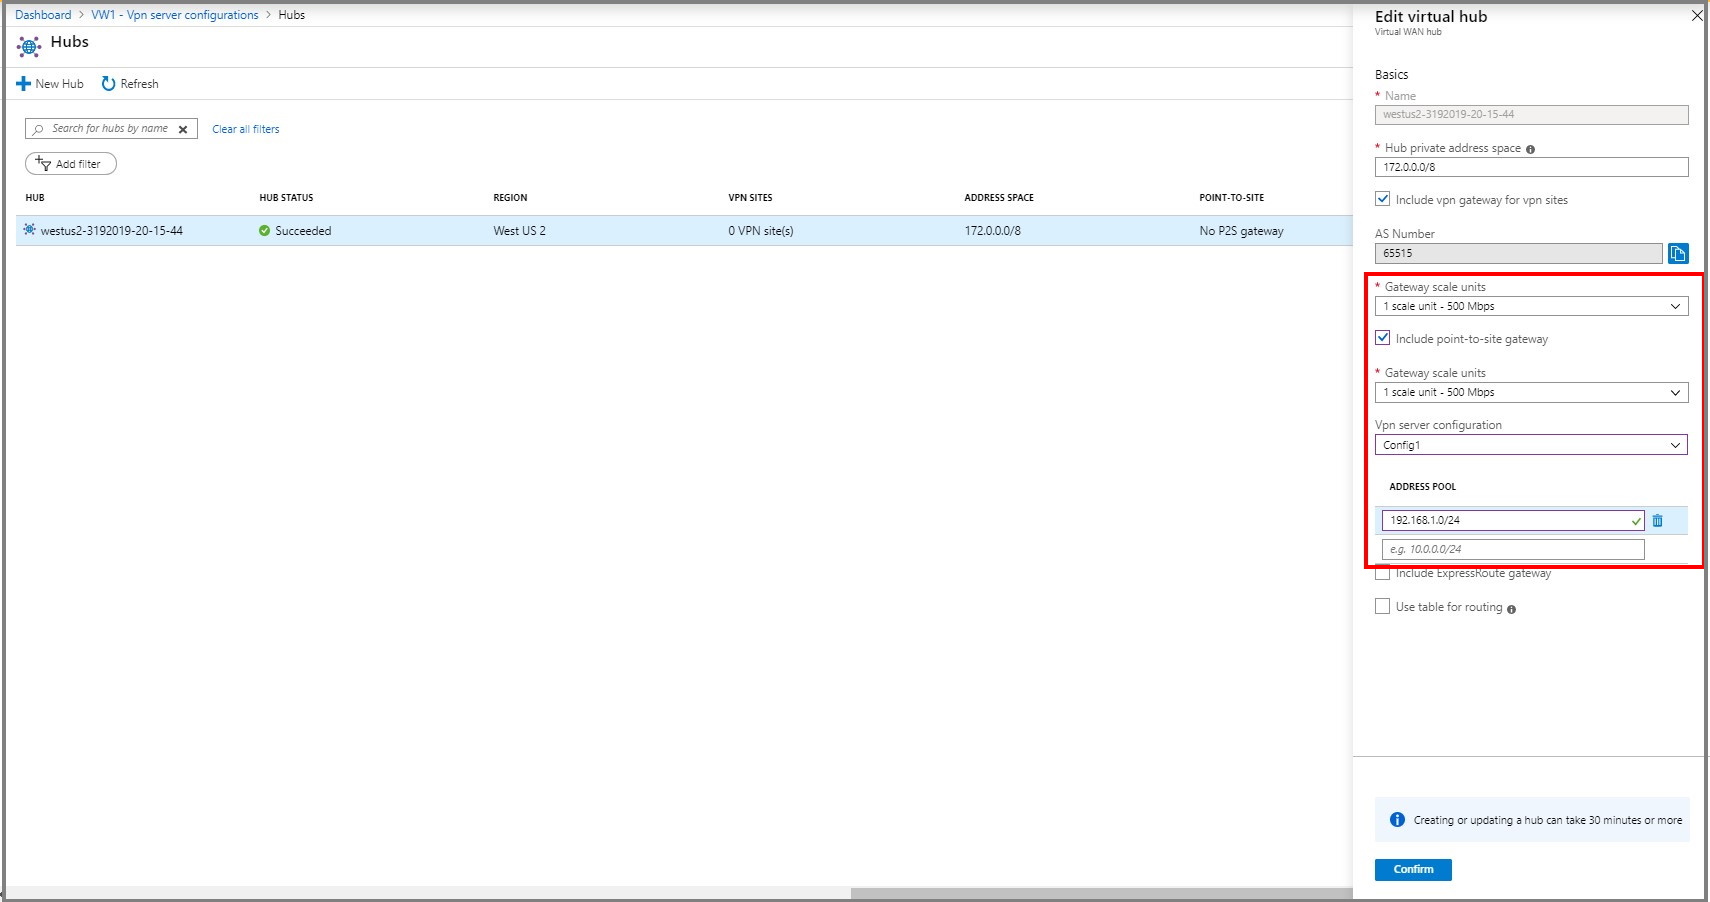 Dashboard > VW1 - Vpn server configurations > Hubs
Hubs
New Hub Refresh
Search for hubs by name
Clear all filters
Add filter
HUB HUB STATUS REGION VPN SITES ADDRESS SPACE POINT-TO-SITE
westus2-3192019-20-15-44 Succeeded West US 2 0 VPN site(s) 172.0.0.0/8 No P2S gateway
Edit virtual hub
Virtual WAN hub
Basics
* Name
westus2-3192019-20-15-44
* Hub private address space
172.0.0.0/8
Include vpn gateway for vpn sites
AS Number
65515
* Gateway scale units
1 scale unit - 500 Mbps
Include point-to-site gateway
* Gateway scale units
1 scale unit - 500 Mbps
Vpn server configuration
Config1
ADDRESS POOL
192.168.1.0/24
e.g. 10.0.0.0/24
Include ExpressRoute gateway
Use table for routing
Creating or updating a hub can take 30 minutes or more
Confirm